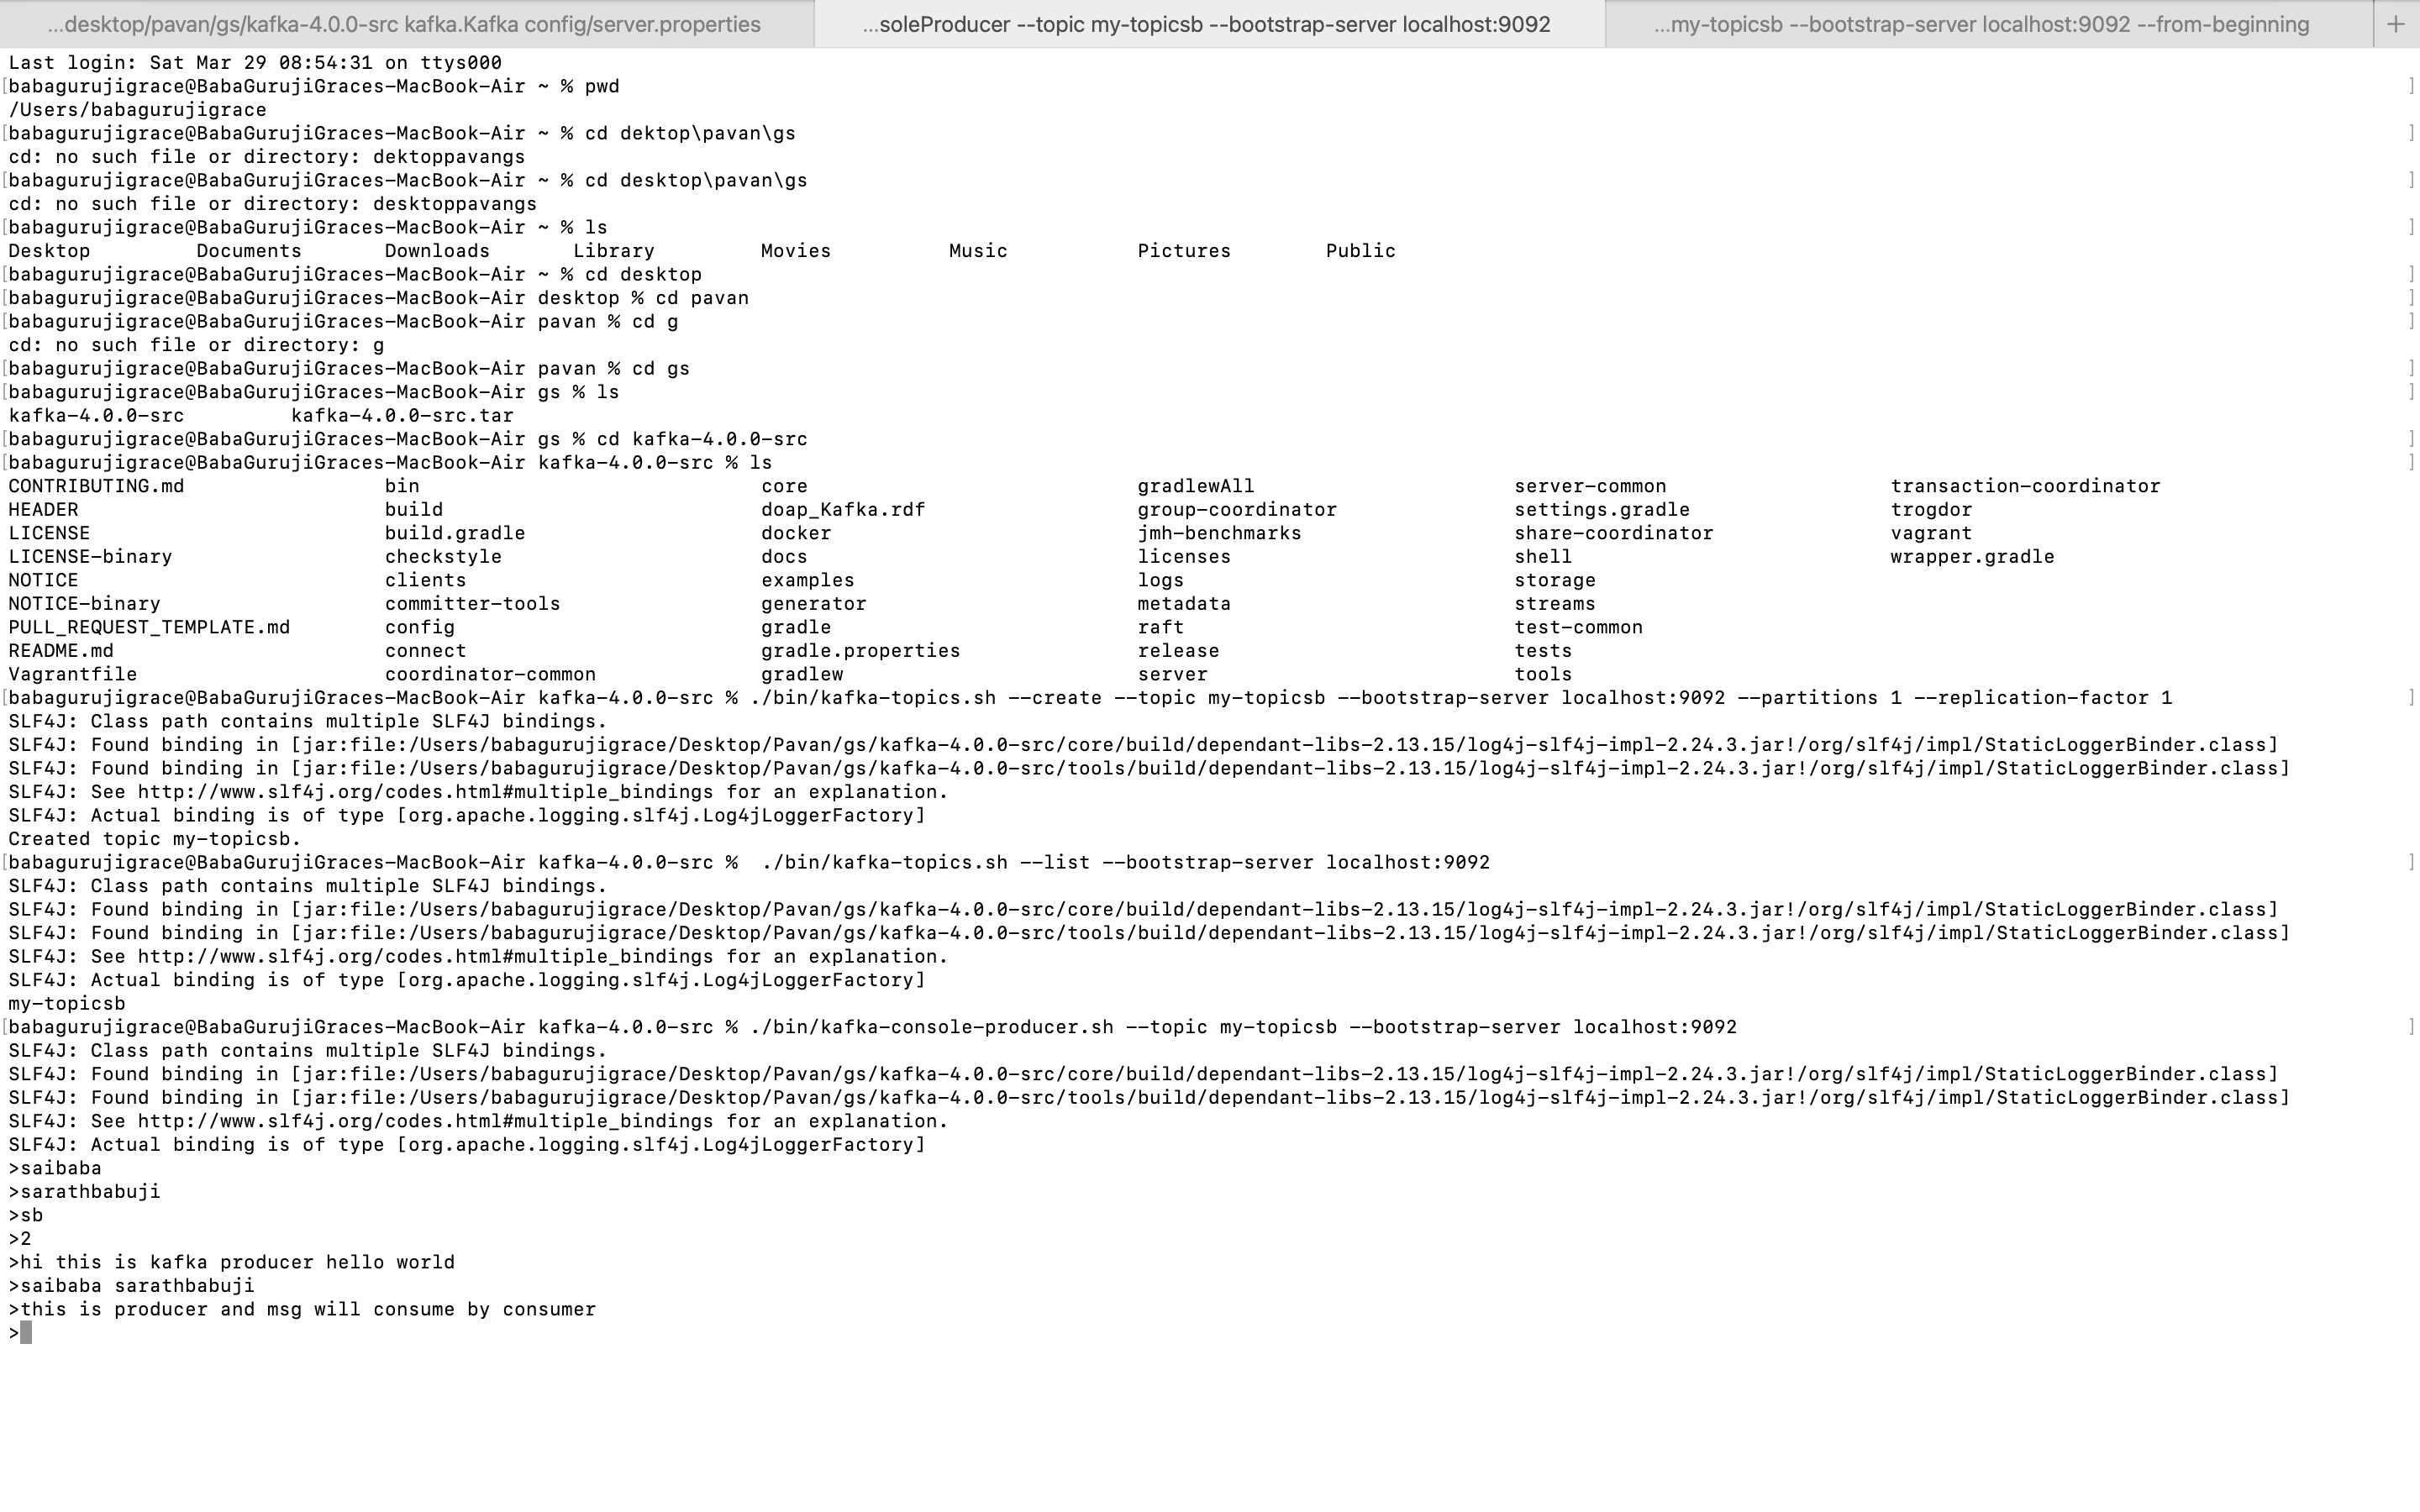 ...desktop/pavan/gs/kafka-4.0.0-src kafka.Kafka config/server.properties
...soleProducer --topic my-topicsb --bootstrap-server localhost:9092
...my-topicsb --bootstrap-server localhost:9092 --from-beginning
+
Last login: Sat Mar 29 08:54:31 on ttys000
[babagurujigrace@BabaGurujiGraces-MacBook-Air ~ % pwd ]
/Users/babagurujigrace
[babagurujigrace@BabaGurujiGraces-MacBook-Air ~ % cd dektop\pavan\gs ]
cd: no such file or directory: dektoppavangs
[babagurujigrace@BabaGurujiGraces-MacBook-Air ~ % cd desktop\pavan\gs ]
cd: no such file or directory: desktoppavangs
[babagurujigrace@BabaGurujiGraces-MacBook-Air ~ % ls ]
Desktop Documents Downloads Library Movies Music Pictures Public
[babagurujigrace@BabaGurujiGraces-MacBook-Air ~ % cd desktop ]
[babagurujigrace@BabaGurujiGraces-MacBook-Air desktop % cd pavan ]
[babagurujigrace@BabaGurujiGraces-MacBook-Air pavan % cd g ]
cd: no such file or directory: g
[babagurujigrace@BabaGurujiGraces-MacBook-Air pavan % cd gs ]
[babagurujigrace@BabaGurujiGraces-MacBook-Air gs % ls ]
kafka-4.0.0-src kafka-4.0.0-src.tar
[babagurujigrace@BabaGurujiGraces-MacBook-Air gs % cd kafka-4.0.0-src ]
[babagurujigrace@BabaGurujiGraces-MacBook-Air kafka-4.0.0-src % ls ]
CONTRIBUTING.md bin core gradlewAll server-common transaction-coordinator
HEADER build doap_Kafka.rdf group-coordinator settings.gradle trogdor
LICENSE build.gradle docker jmh-benchmarks share-coordinator vagrant
LICENSE-binary checkstyle docs licenses shell wrapper.gradle
NOTICE clients examples logs storage
NOTICE-binary committer-tools generator metadata streams
PULL_REQUEST_TEMPLATE.md config gradle raft test-common
README.md connect gradle.properties release tests
Vagrantfile coordinator-common gradlew server tools
[babagurujigrace@BabaGurujiGraces-MacBook-Air kafka-4.0.0-src % ./bin/kafka-topics.sh --create --topic my-topicsb --bootstrap-server localhost:9092 --partitions 1 --replication-factor 1 ]
SLF4J: Class path contains multiple SLF4J bindings.
SLF4J: Found binding in [jar:file:/Users/babagurujigrace/Desktop/Pavan/gs/kafka-4.0.0-src/core/build/dependant-libs-2.13.15/log4j-slf4j-impl-2.24.3.jar!/org/slf4j/impl/StaticLoggerBinder.class]
SLF4J: Found binding in [jar:file:/Users/babagurujigrace/Desktop/Pavan/gs/kafka-4.0.0-src/tools/build/dependant-libs-2.13.15/log4j-slf4j-impl-2.24.3.jar!/org/slf4j/impl/StaticLoggerBinder.class]
SLF4J: See http://www.slf4j.org/codes.html#multiple_bindings for an explanation.
SLF4J: Actual binding is of type [org.apache.logging.slf4j.Log4jLoggerFactory]
Created topic my-topicsb.
[babagurujigrace@BabaGurujiGraces-MacBook-Air kafka-4.0.0-src %  ./bin/kafka-topics.sh --list --bootstrap-server localhost:9092 ]
SLF4J: Class path contains multiple SLF4J bindings.
SLF4J: Found binding in [jar:file:/Users/babagurujigrace/Desktop/Pavan/gs/kafka-4.0.0-src/core/build/dependant-libs-2.13.15/log4j-slf4j-impl-2.24.3.jar!/org/slf4j/impl/StaticLoggerBinder.class]
SLF4J: Found binding in [jar:file:/Users/babagurujigrace/Desktop/Pavan/gs/kafka-4.0.0-src/tools/build/dependant-libs-2.13.15/log4j-slf4j-impl-2.24.3.jar!/org/slf4j/impl/StaticLoggerBinder.class]
SLF4J: See http://www.slf4j.org/codes.html#multiple_bindings for an explanation.
SLF4J: Actual binding is of type [org.apache.logging.slf4j.Log4jLoggerFactory]
my-topicsb
[babagurujigrace@BabaGurujiGraces-MacBook-Air kafka-4.0.0-src % ./bin/kafka-console-producer.sh --topic my-topicsb --bootstrap-server localhost:9092 ]
SLF4J: Class path contains multiple SLF4J bindings.
SLF4J: Found binding in [jar:file:/Users/babagurujigrace/Desktop/Pavan/gs/kafka-4.0.0-src/core/build/dependant-libs-2.13.15/log4j-slf4j-impl-2.24.3.jar!/org/slf4j/impl/StaticLoggerBinder.class]
SLF4J: Found binding in [jar:file:/Users/babagurujigrace/Desktop/Pavan/gs/kafka-4.0.0-src/tools/build/dependant-libs-2.13.15/log4j-slf4j-impl-2.24.3.jar!/org/slf4j/impl/StaticLoggerBinder.class]
SLF4J: See http://www.slf4j.org/codes.html#multiple_bindings for an explanation.
SLF4J: Actual binding is of type [org.apache.logging.slf4j.Log4jLoggerFactory]
>saibaba
>sarathbabuji
>sb
>2
>hi this is kafka producer hello world
>saibaba sarathbabuji
>this is producer and msg will consume by consumer
>